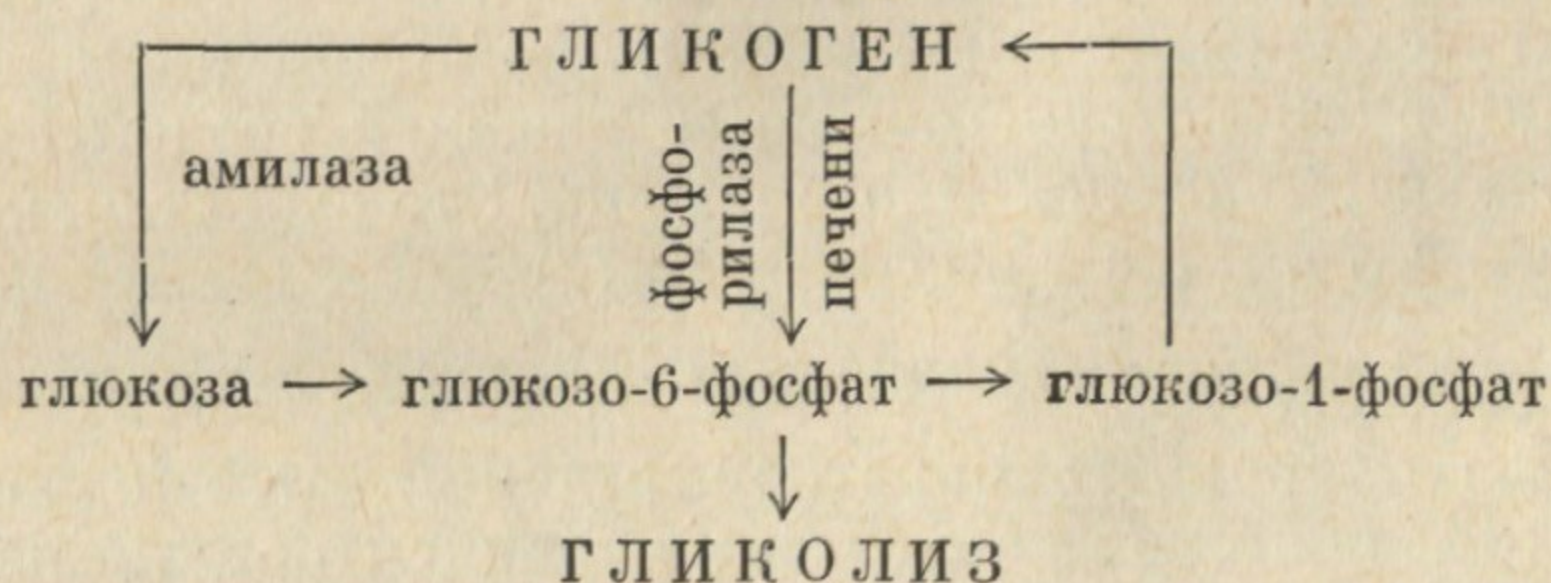 ГЛИКОГЕН
амилаза
фосфо-
рилаза
печени
глюкоза → глюкозо-6-фосфат → глюкозо-1-фосфат
ГЛИКОЛИЗ